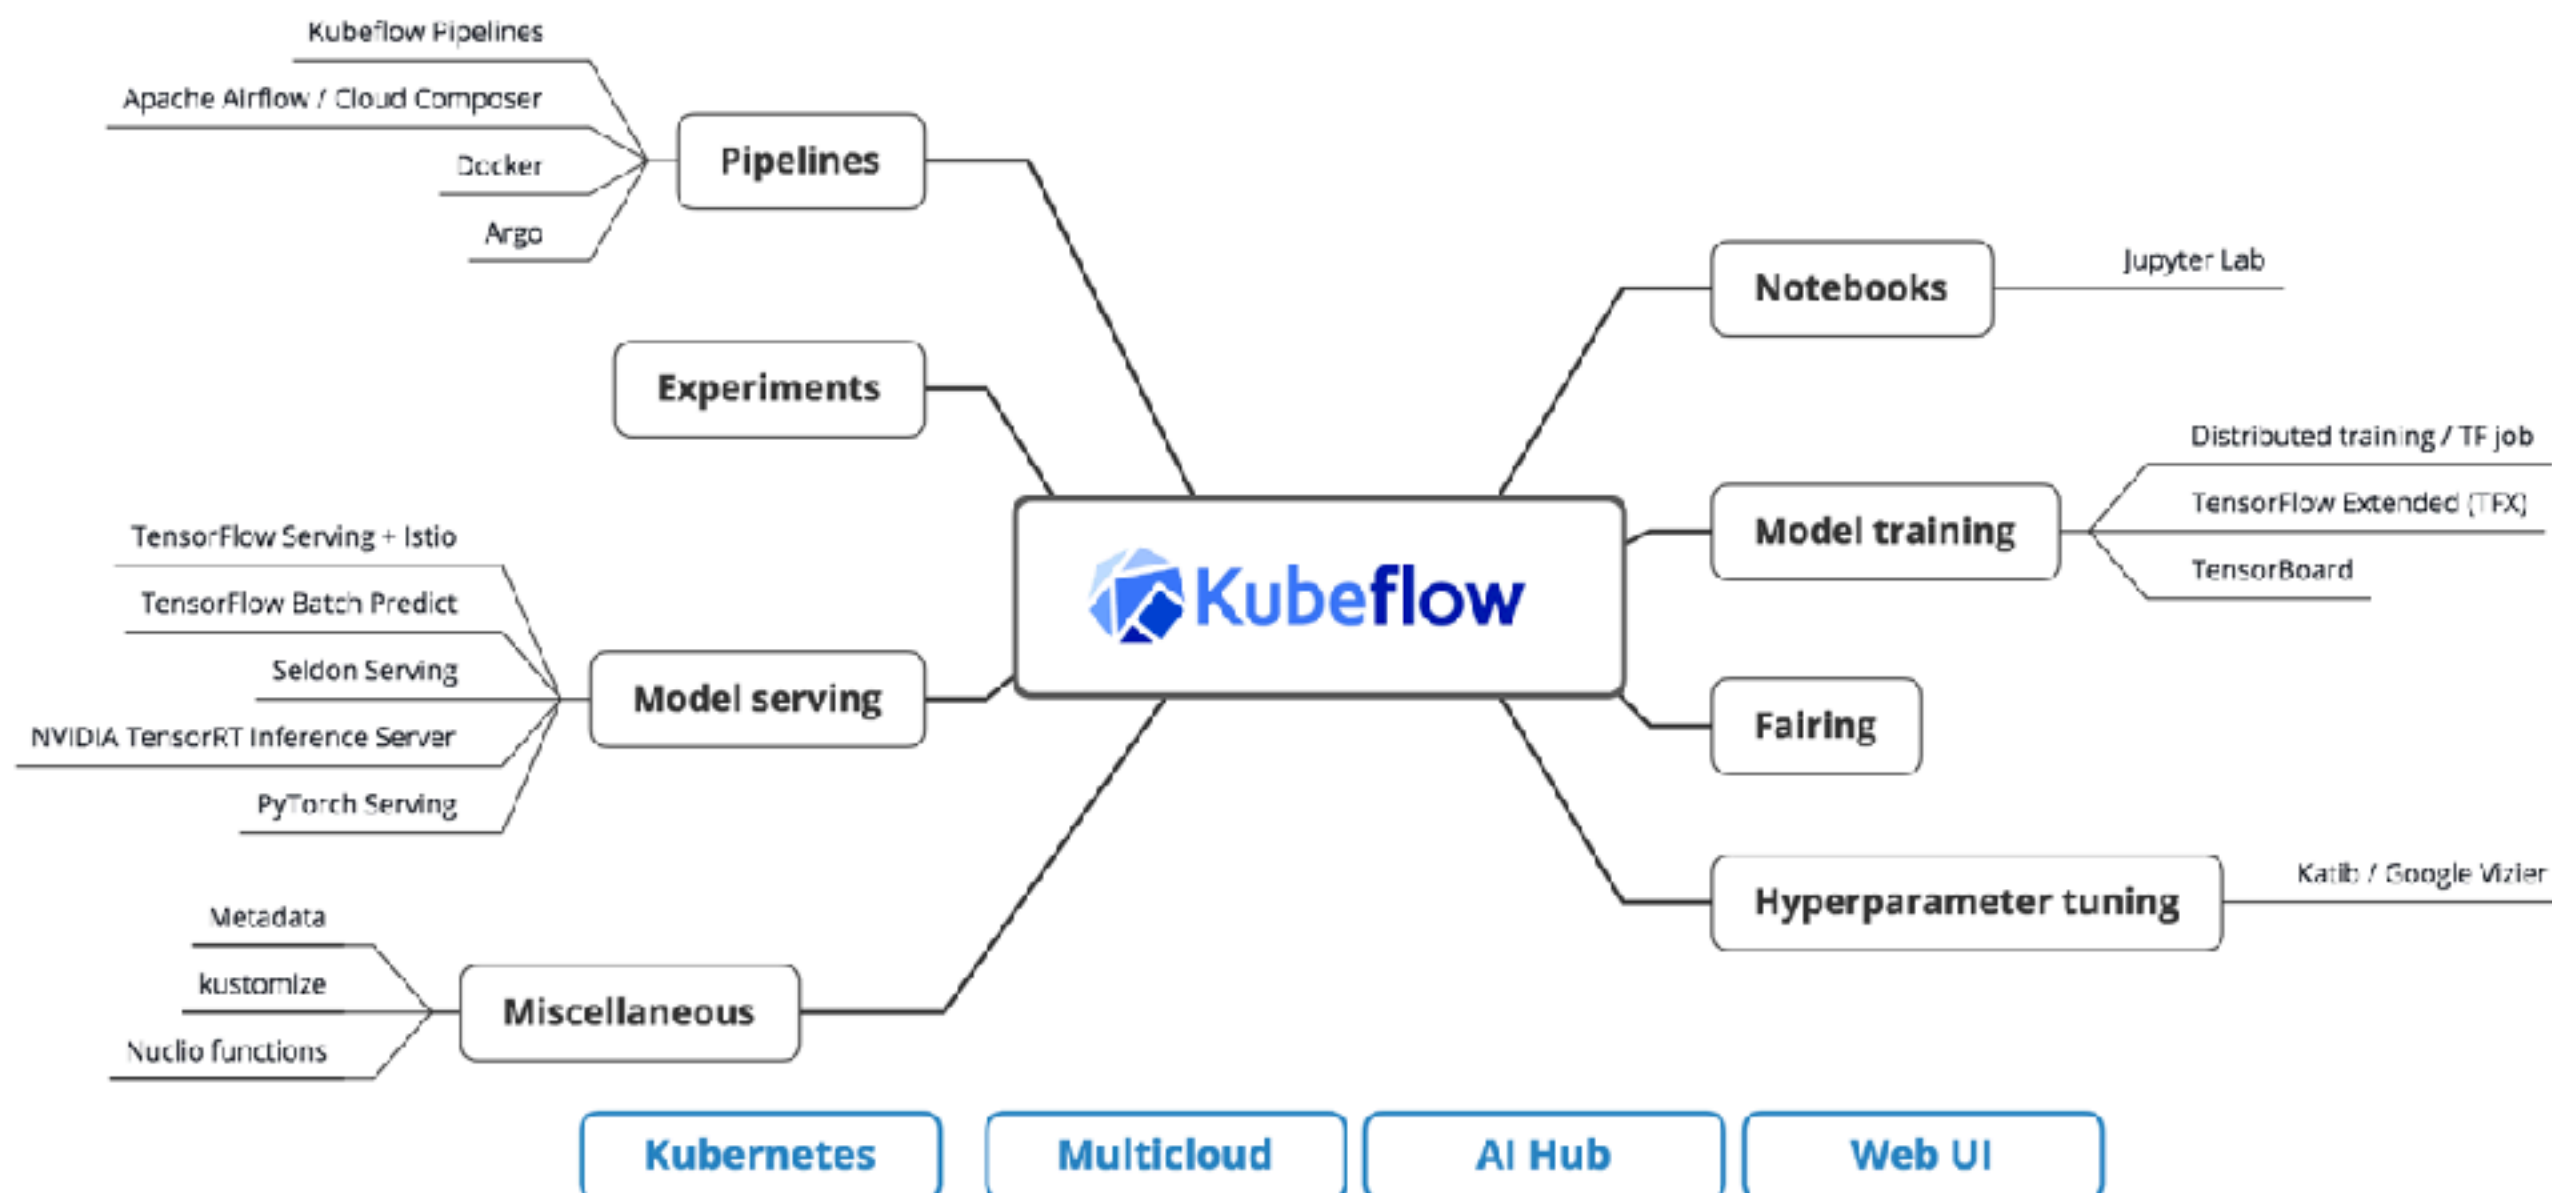 Kubeflow Pipelines
Apache Airflow / Cloud Composer
Docker
Argo
Pipelines
Experiments
TensorFlow Serving + Istio
TensorFlow Batch Predict
Seldon Serving
NVIDIA TensorRT Inference Server
PyTorch Serving
Model serving
Metadata
kustomize
Nuclio functions
Miscellaneous
Kubeflow
Notebooks
Jupyter Lab
Model training
Distributed training / TF job
TensorFlow Extended (TFX)
TensorBoard
Fairing
Hyperparameter tuning
Katib / Google Vizier
Kubernetes
Multicloud
AI Hub
Web UI